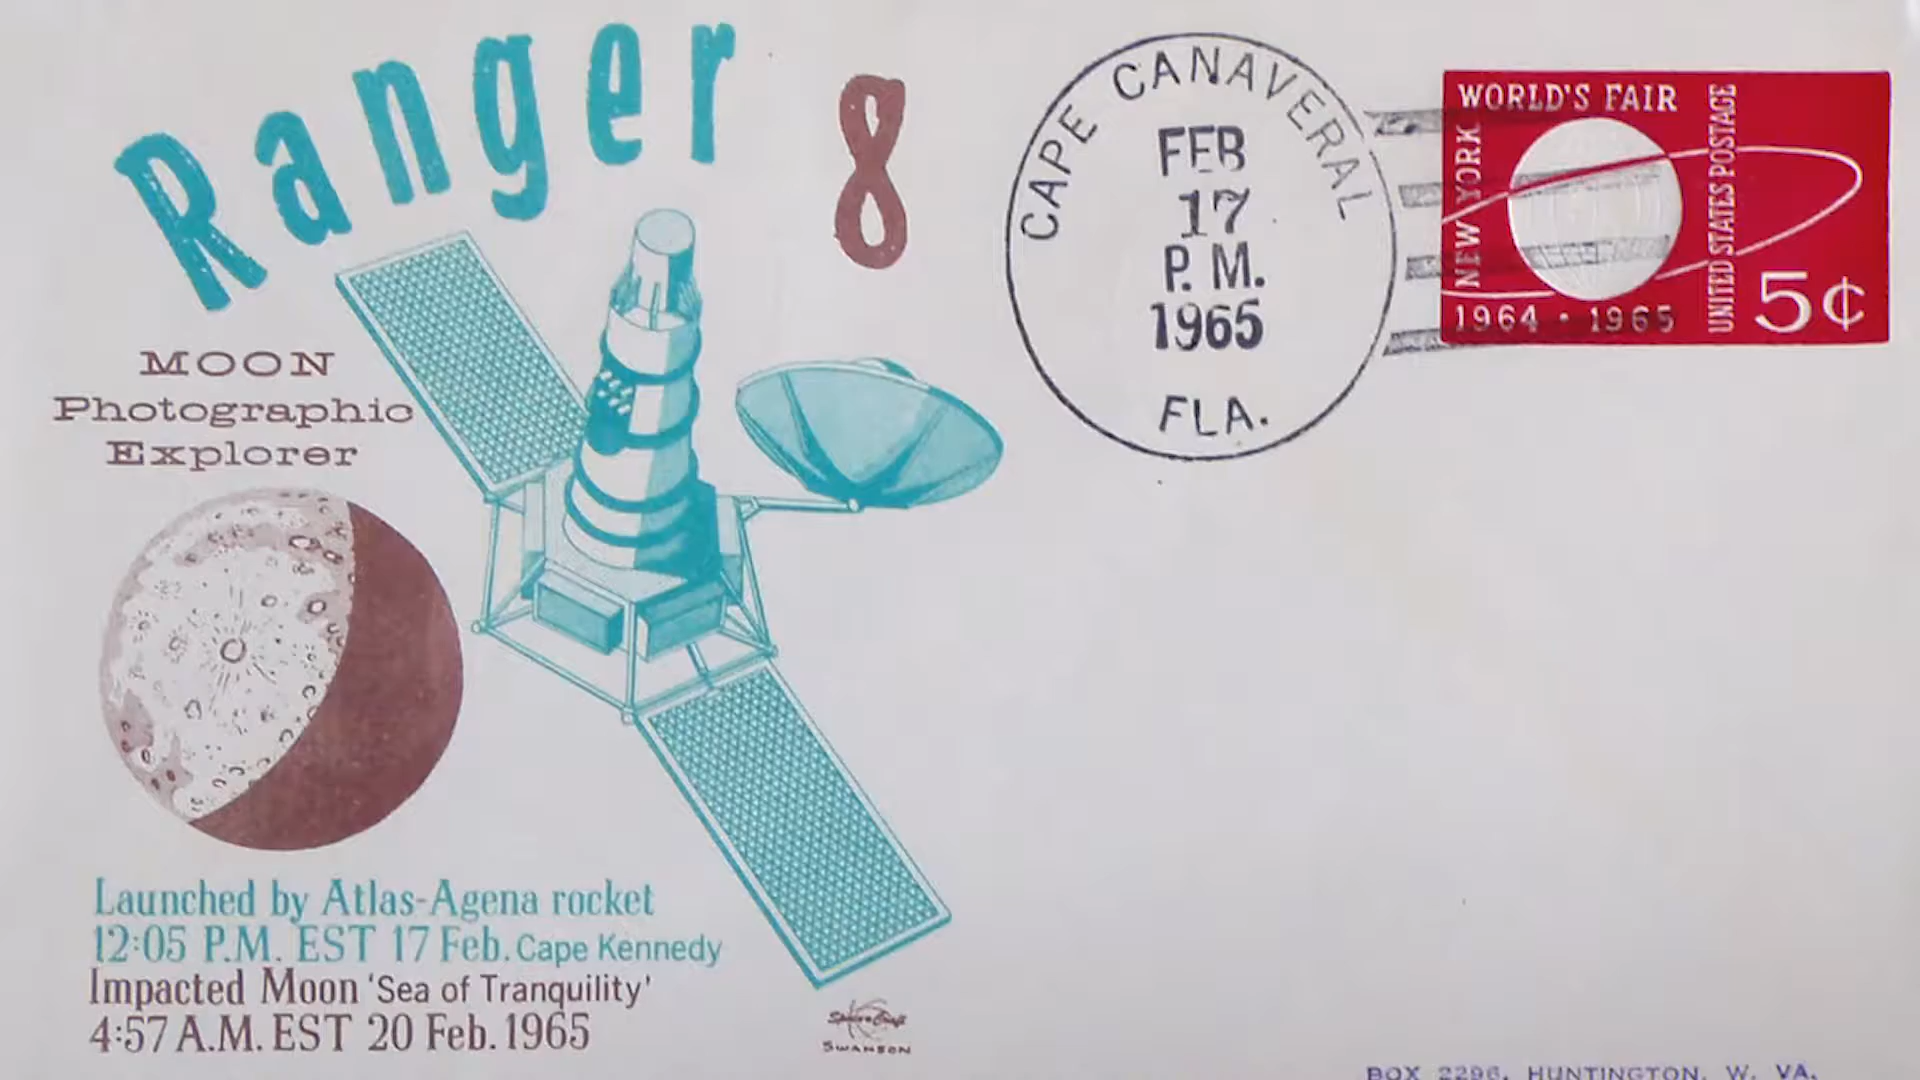 Ranger 8
MOON
Photographic
Explorer
Launched by Atlas-Agena rocket
12:05 P.M. EST 17 Feb. Cape Kennedy
Impacted Moon 'Sea of Tranquility'
4:57 A.M. EST 20 Feb. 1965
SpaceCraft
SWANSON
CAPE CANAVERAL
FEB
17
P. M.
1965
FLA.
WORLD'S FAIR
NEW YORK
1964 • 1965
UNITED STATES POSTAGE
5¢
BOX 2296, HUNTINGTON, W. VA.